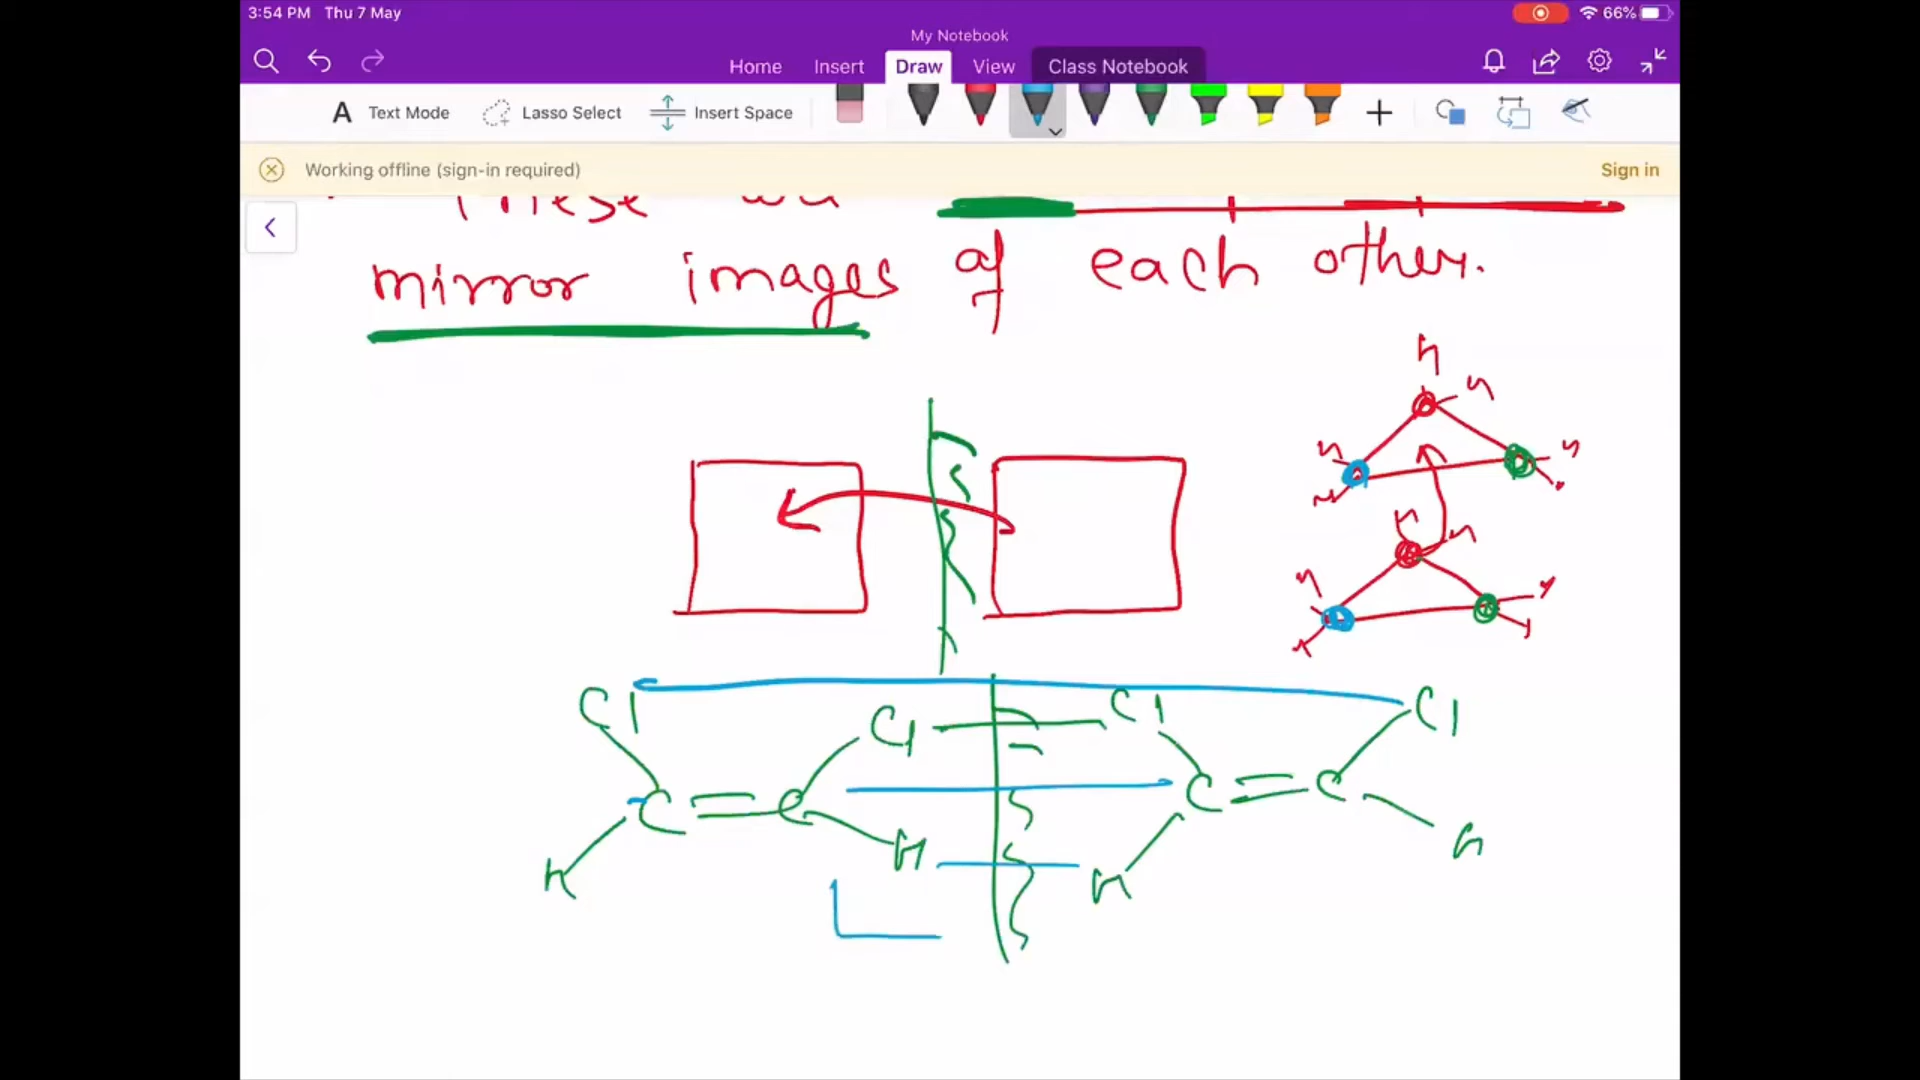 3:54 PM Thu 7 May
66%
My Notebook
Home Insert Draw View Class Notebook
A Text Mode Lasso Select Insert Space
Working offline (sign-in required) Sign in
These
mirror images of each other.
H
H
H H
H
H H
H
H
Cl Cl Cl Cl
C = C C = C
H H H H